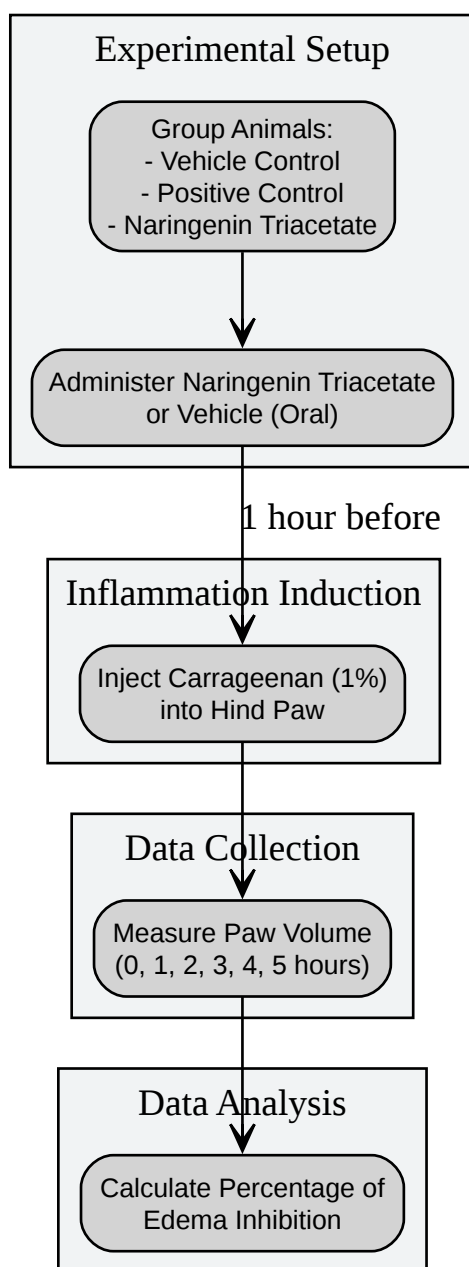 Experimental Setup
Group Animals:
- Vehicle Control
- Positive Control
- Naringenin Triacetate
Administer Naringenin Triacetate
or Vehicle (Oral)
1 hour before
Inflammation Induction
Inject Carrageenan (1%)
into Hind Paw
Data Collection
Measure Paw Volume
(0, 1, 2, 3, 4, 5 hours)
Data Analysis
Calculate Percentage of
Edema Inhibition